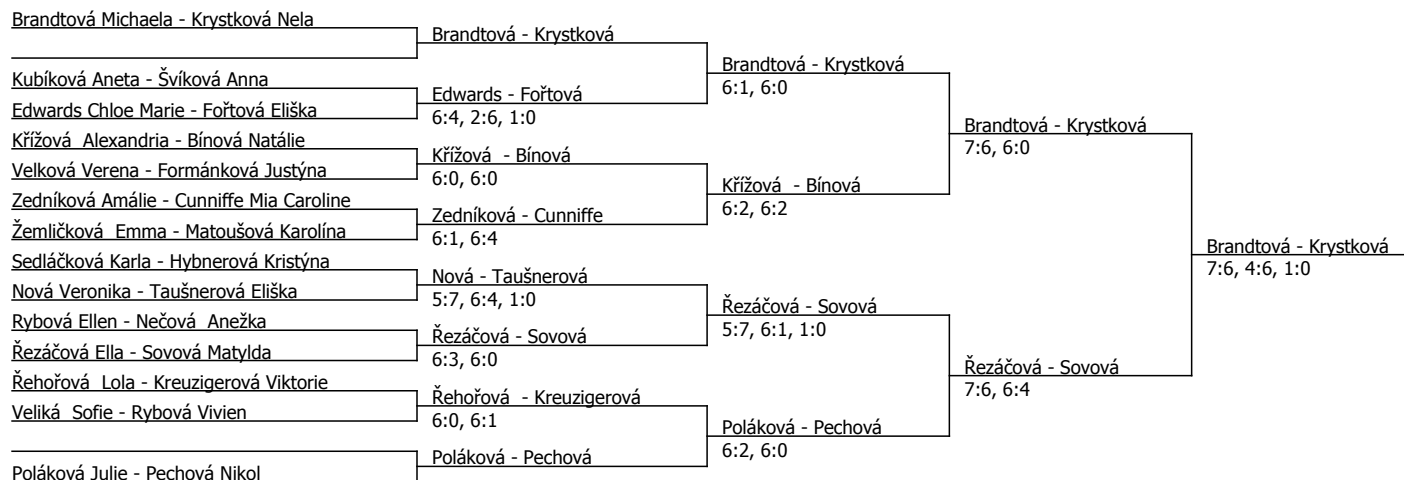 Brandtová Michaela - Krystková Nela
Kubíková Aneta - Švíková Anna
Edwards Chloe Marie - Fořtová Eliška
Křížová  Alexandria - Bínová Natálie
Velková Verena - Formánková Justýna
Zedníková Amálie - Cunniffe Mia Caroline
Žemličková  Emma - Matoušová Karolína
Sedláčková Karla - Hybnerová Kristýna
Nová Veronika - Taušnerová Eliška
Rybová Ellen - Nečová  Anežka
Řezáčová Ella - Sovová Matylda
Řehořová  Lola - Kreuzigerová Viktorie
Veliká  Sofie - Rybová Vivien
Poláková Julie - Pechová Nikol
Brandtová - Krystková
Edwards - Fořtová
6:4, 2:6, 1:0
Křížová  - Bínová
6:0, 6:0
Zedníková - Cunniffe
6:1, 6:4
Nová - Taušnerová
5:7, 6:4, 1:0
Řezáčová - Sovová
6:3, 6:0
Řehořová  - Kreuzigerová
6:0, 6:1
Poláková - Pechová
Brandtová - Krystková
6:1, 6:0
Křížová  - Bínová
6:2, 6:2
Řezáčová - Sovová
5:7, 6:1, 1:0
Poláková - Pechová
6:2, 6:0
Brandtová - Krystková
7:6, 6:0
Řezáčová - Sovová
7:6, 6:4
Brandtová - Krystková
7:6, 4:6, 1:0